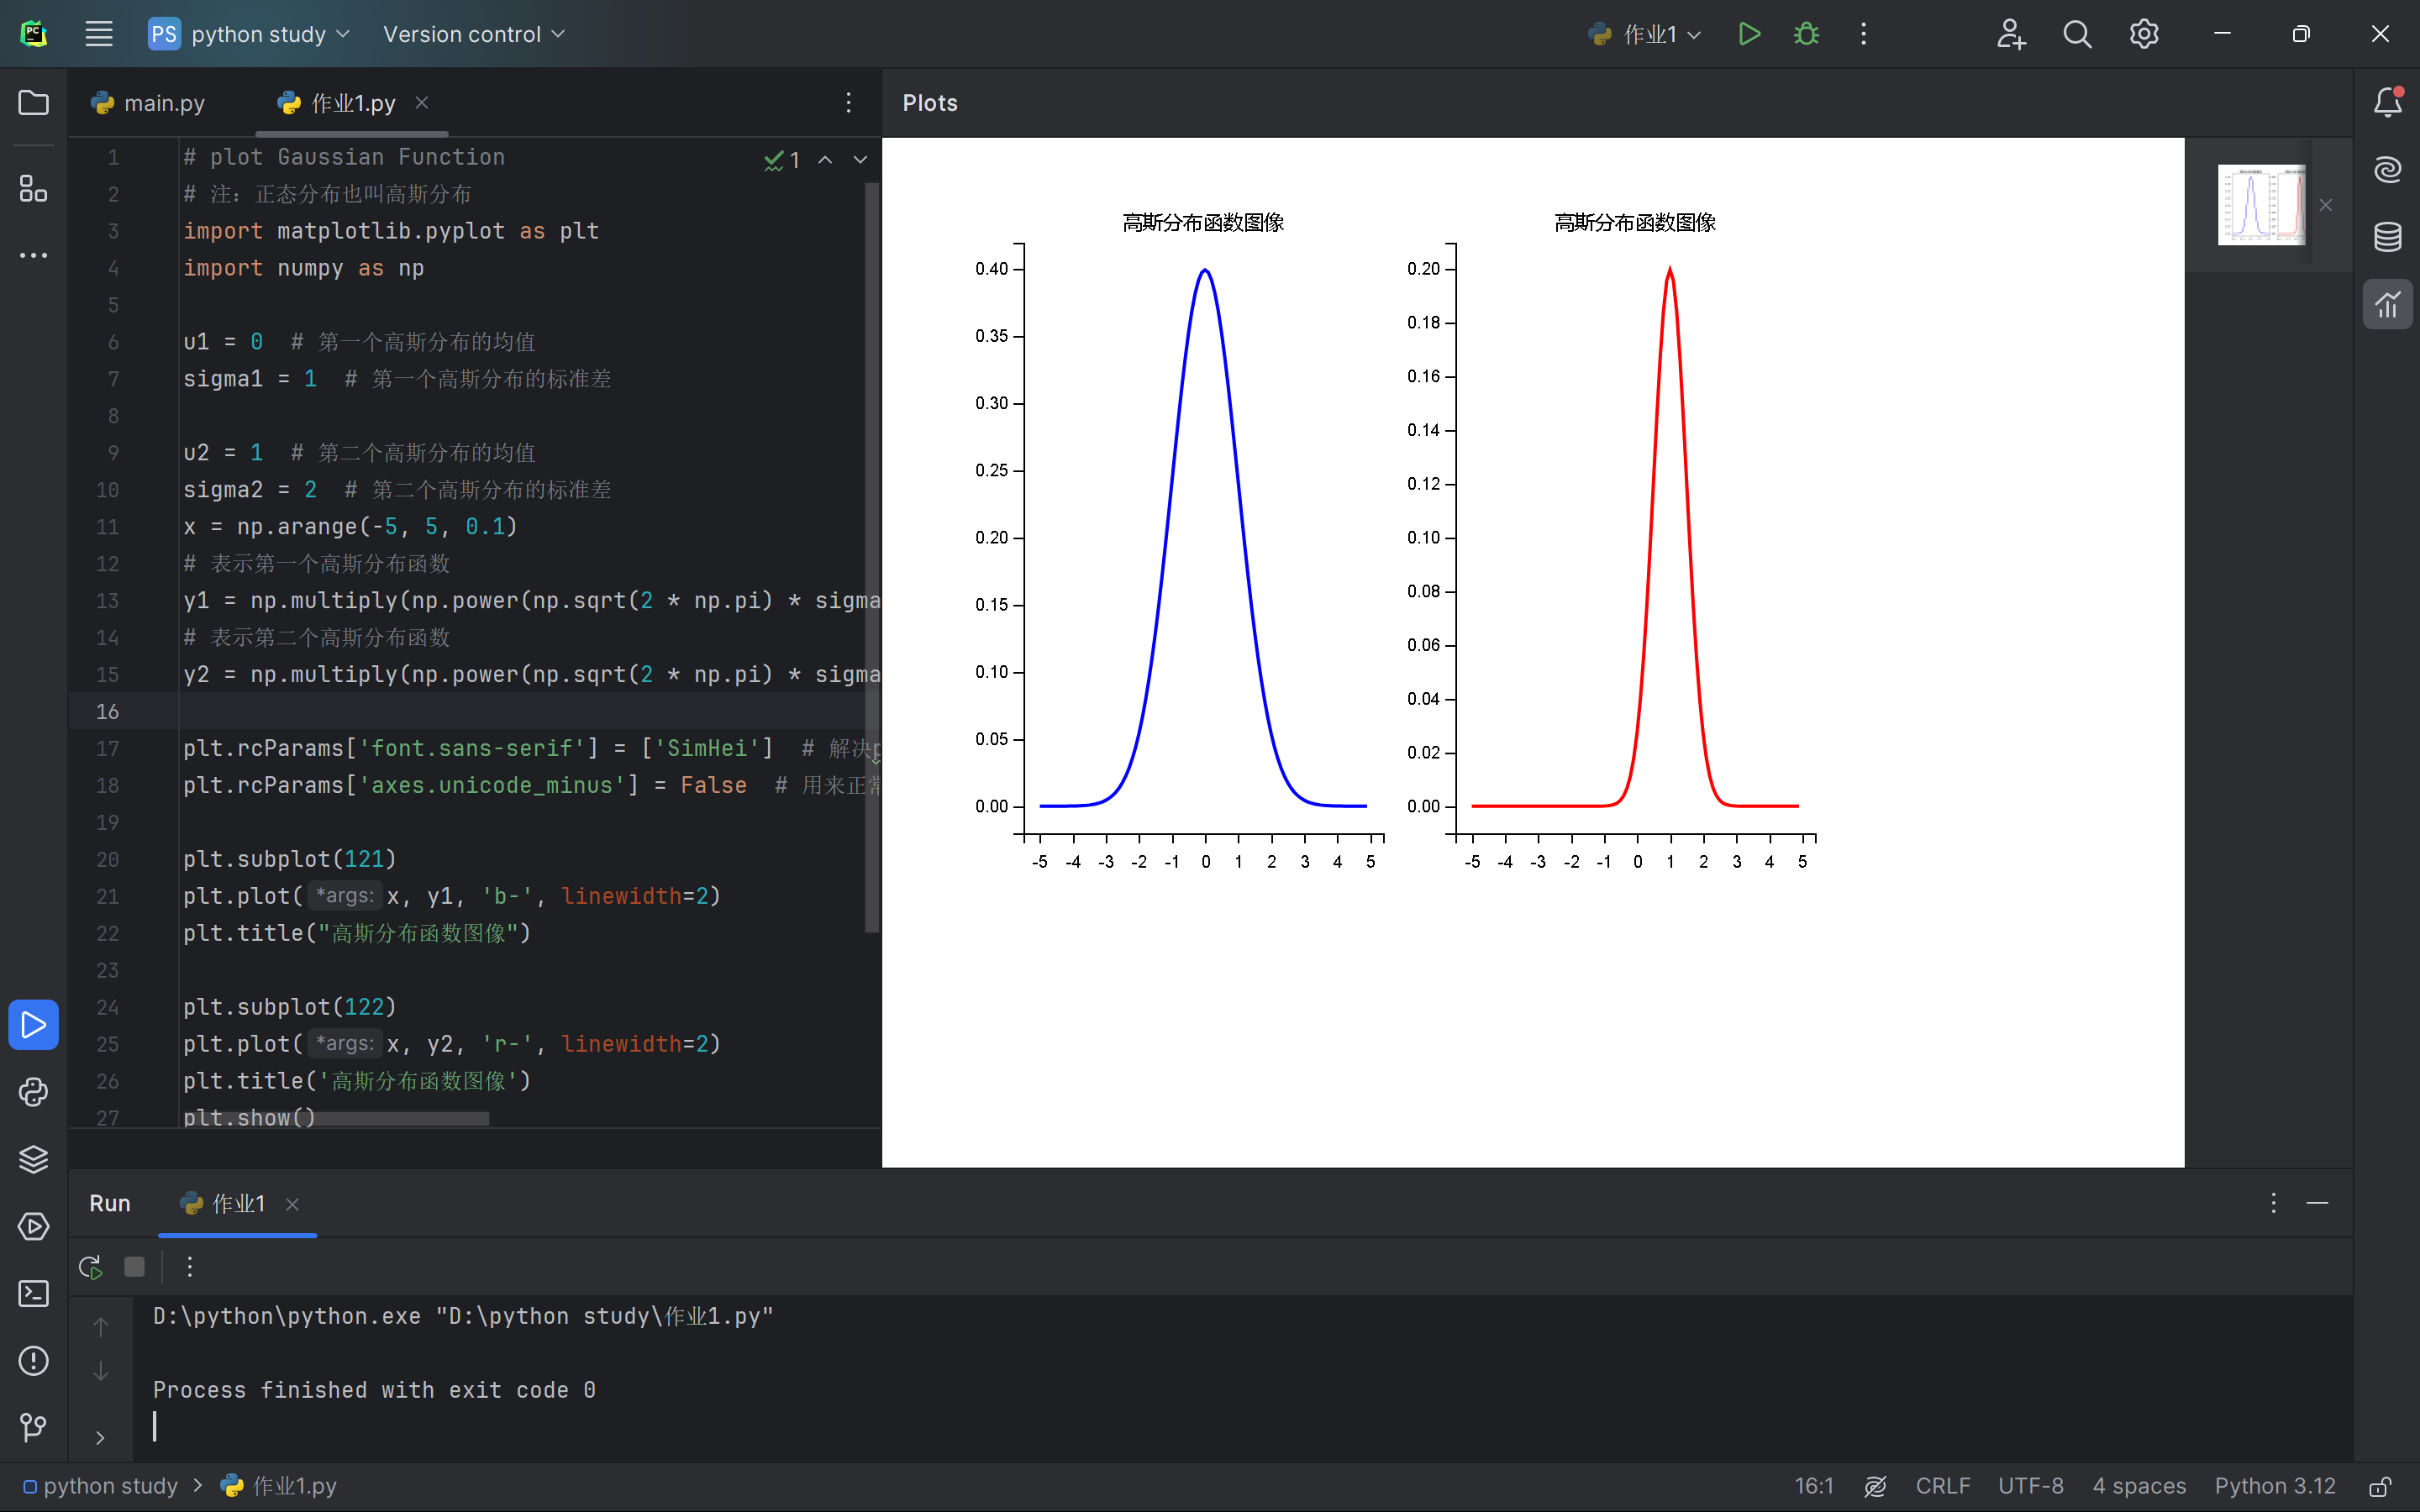 PS python study Version control 作业1
main.py 作业1.py
Plots
1 # plot Gaussian Function
1
2 # 注：正态分布也叫高斯分布
3 import matplotlib.pyplot as plt
4 import numpy as np
5
6 u1 = 0 # 第一个高斯分布的均值
7 sigma1 = 1 # 第一个高斯分布的标准差
8
9 u2 = 1 # 第二个高斯分布的均值
10 sigma2 = 2 # 第二个高斯分布的标准差
11 x = np.arange(-5, 5, 0.1)
12 # 表示第一个高斯分布函数
13 y1 = np.multiply(np.power(np.sqrt(2 * np.pi) * sigma
14 # 表示第二个高斯分布函数
15 y2 = np.multiply(np.power(np.sqrt(2 * np.pi) * sigma
16
17 plt.rcParams['font.sans-serif'] = ['SimHei'] # 解决
18 plt.rcParams['axes.unicode_minus'] = False # 用来正常
19
20 plt.subplot(121)
21 plt.plot( *args: x, y1, 'b-', linewidth=2)
22 plt.title("高斯分布函数图像")
23
24 plt.subplot(122)
25 plt.plot( *args: x, y2, 'r-', linewidth=2)
26 plt.title('高斯分布函数图像')
27 plt.show()
高斯分布函数图像
0.40
0.35
0.30
0.25
0.20
0.15
0.10
0.05
0.00
-5 -4 -3 -2 -1 0 1 2 3 4 5
高斯分布函数图像
0.20
0.18
0.16
0.14
0.12
0.10
0.08
0.06
0.04
0.02
0.00
-5 -4 -3 -2 -1 0 1 2 3 4 5
Run 作业1
D:\python\python.exe "D:\python study\作业1.py"
Process finished with exit code 0
python study 作业1.py
16:1 CRLF UTF-8 4 spaces Python 3.12